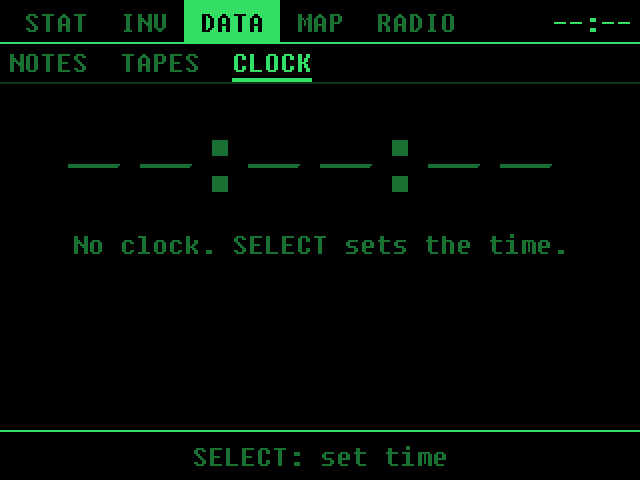 STAT INV DATA MAP RADIO --:--
NOTES TAPES CLOCK
--:--:--
No clock. SELECT sets the time.
SELECT: set time